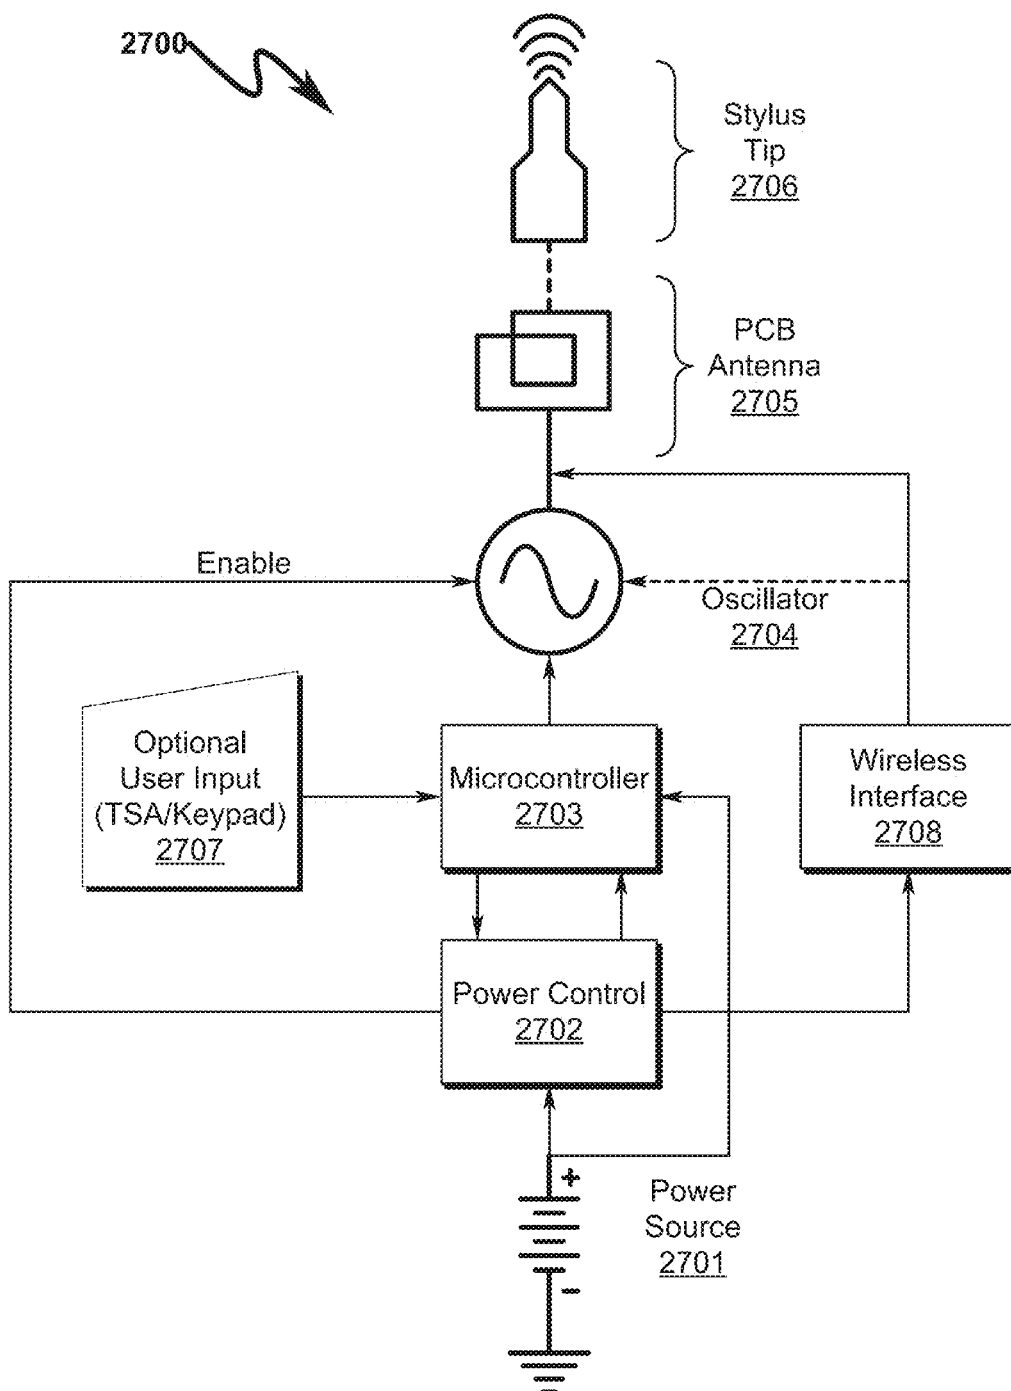 2700
Stylus
Tip
2706
PCB
Antenna
2705
Enable
Oscillator
2704
Optional
User Input
(TSA/Keypad)
2707
Microcontroller
2703
Wireless
Interface
2708
Power Control
2702
+
Power
Source
2701
-